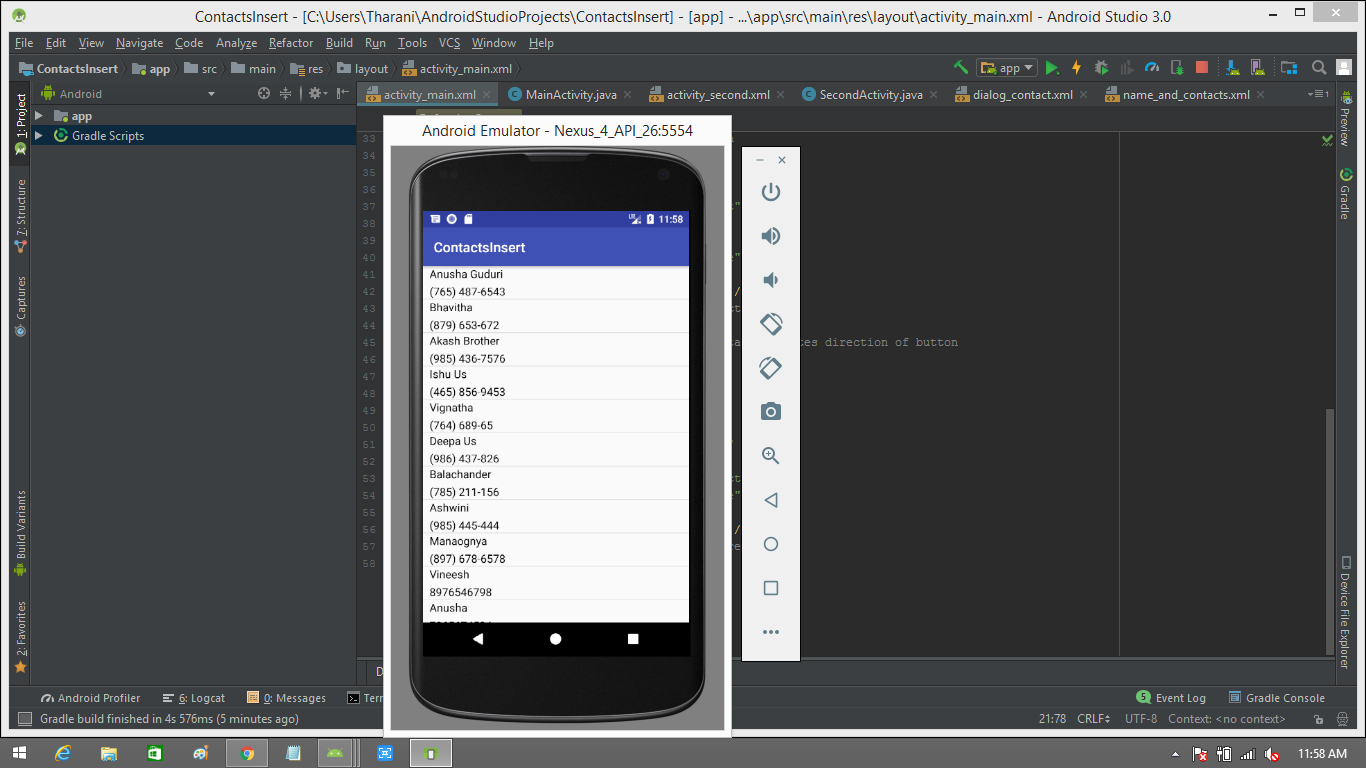 ContactsInsert - [C:\Users\Tharani\AndroidStudioProjects\ContactsInsert] - [app] - ...\app\src\main\res\layout\activity_main.xml - Android Studio 3.0
File Edit View Navigate Code Analyze Refactor Build Run Tools VCS Window Help
ContactsInsert app src main res layout activity_main.xml app
Android
activity_main.xml MainActivity.java activity_second.xml SecondActivity.java dialog_contact.xml name_and_contacts.xml
1: Project
7: Structure
Captures
Build Variants
2: Favorites
app
Gradle Scripts
33
34
35
36
37
38
39
40
41
42
43
44
45
46
47
48
49
50
51
52
53
54
55
56
57
58
tes direction of button
Android Emulator - Nexus_4_API_26:5554
LTE 11:58
ContactsInsert
Anusha Guduri
(765) 487-6543
Bhavitha
(879) 653-672
Akash Brother
(985) 436-7576
Ishu Us
(465) 856-9453
Vignatha
(764) 689-65
Deepa Us
(986) 437-826
Balachander
(785) 211-156
Ashwini
(985) 445-444
Manaognya
(897) 678-6578
Vineesh
8976546798
Anusha
Preview
Gradle
Device File Explorer
Android Profiler 6: Logcat 0: Messages Ter 5 Event Log Gradle Console
Gradle build finished in 4s 576ms (5 minutes ago) 21:78 CRLF UTF-8 Context: <no context>
11:58 AM